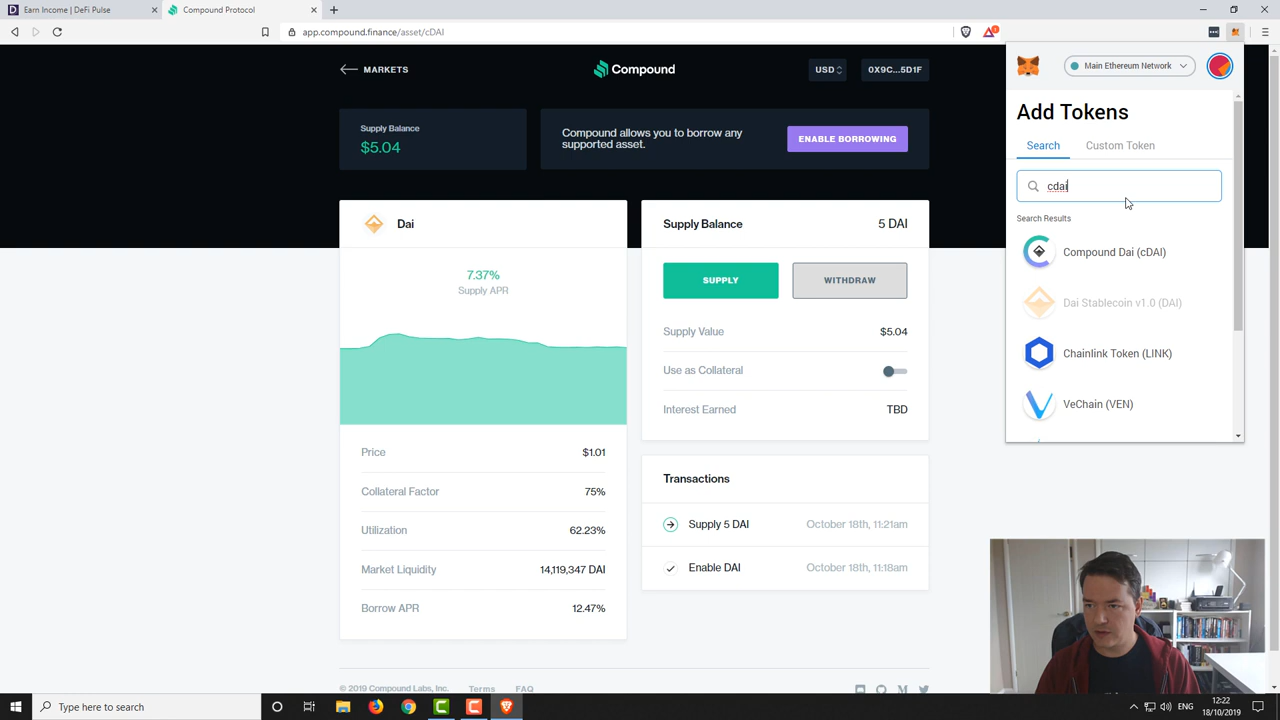 Earn Income | DeFi Pulse
Compound Protocol
app.compound.finance/asset/cDAI
MARKETS
Compound
USD
0X9C...5D1F
Supply Balance
$5.04
Compound allows you to borrow any
supported asset.
ENABLE BORROWING
Dai
7.37%
Supply APR
Price
$1.01
Collateral Factor
75%
Utilization
62.23%
Market Liquidity
14,119,347 DAI
Borrow APR
12.47%
Supply Balance
5 DAI
SUPPLY
WITHDRAW
Supply Value
$5.04
Use as Collateral
Interest Earned
TBD
Transactions
Supply 5 DAI
October 18th, 11:21am
Enable DAI
October 18th, 11:18am
© 2019 Compound Labs, Inc.
Terms
FAQ
Main Ethereum Network
Add Tokens
Search
Custom Token
cdai
Search Results
Compound Dai (cDAI)
Dai Stablecoin v1.0 (DAI)
Chainlink Token (LINK)
VeChain (VEN)
Type here to search
ENG
12:22
18/10/2019